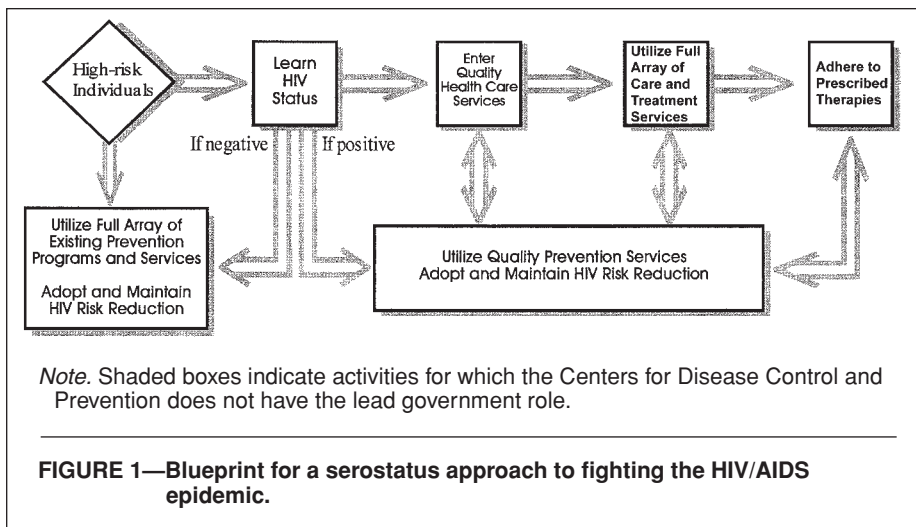 High-risk
Individuals
Learn
HIV
Status
Enter
Quality
Health Care
Services
Utilize Full
Array of
Care and
Treatment
Services
Adhere to
Prescribed
Therapies
If negative
If positive
Utilize Full Array of
Existing Prevention
Programs and Services
Adopt and Maintain
HIV Risk Reduction
Utilize Quality Prevention Services
Adopt and Maintain HIV Risk Reduction
Note. Shaded boxes indicate activities for which the Centers for Disease Control and
Prevention does not have the lead government role.
FIGURE 1—Blueprint for a serostatus approach to fighting the HIV/AIDS
epidemic.